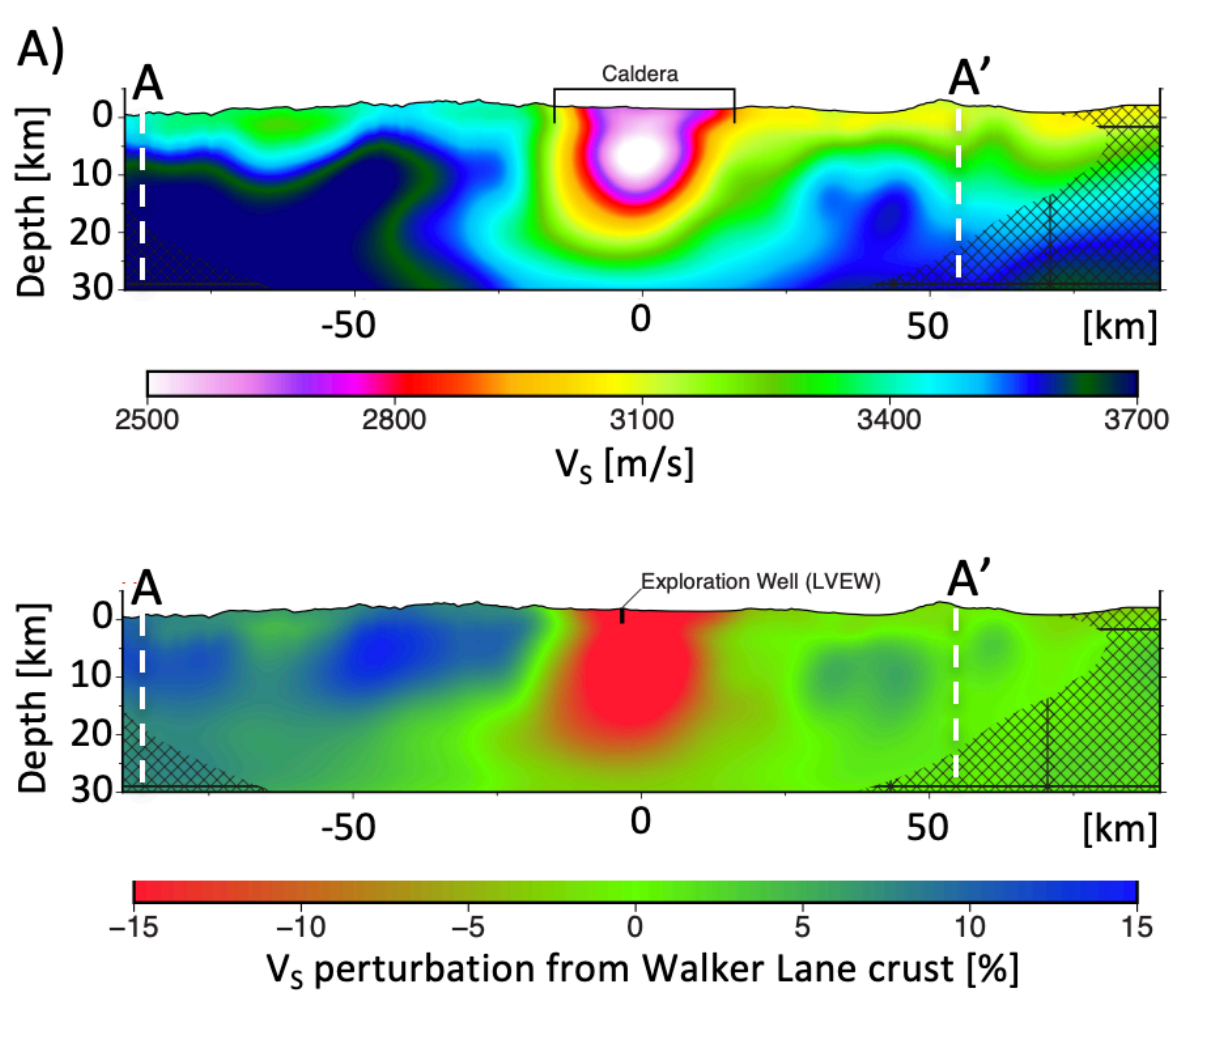 A)
A
Caldera
A’
Depth [km]
0
10
20
30
-50
0
50
[km]
2500
2800
3100
3400
3700
VS [m/s]
A
Exploration Well (LVEW)
A’
Depth [km]
0
10
20
30
-50
0
50
[km]
−15
−10
−5
0
5
10
15
VS perturbation from Walker Lane crust [%]